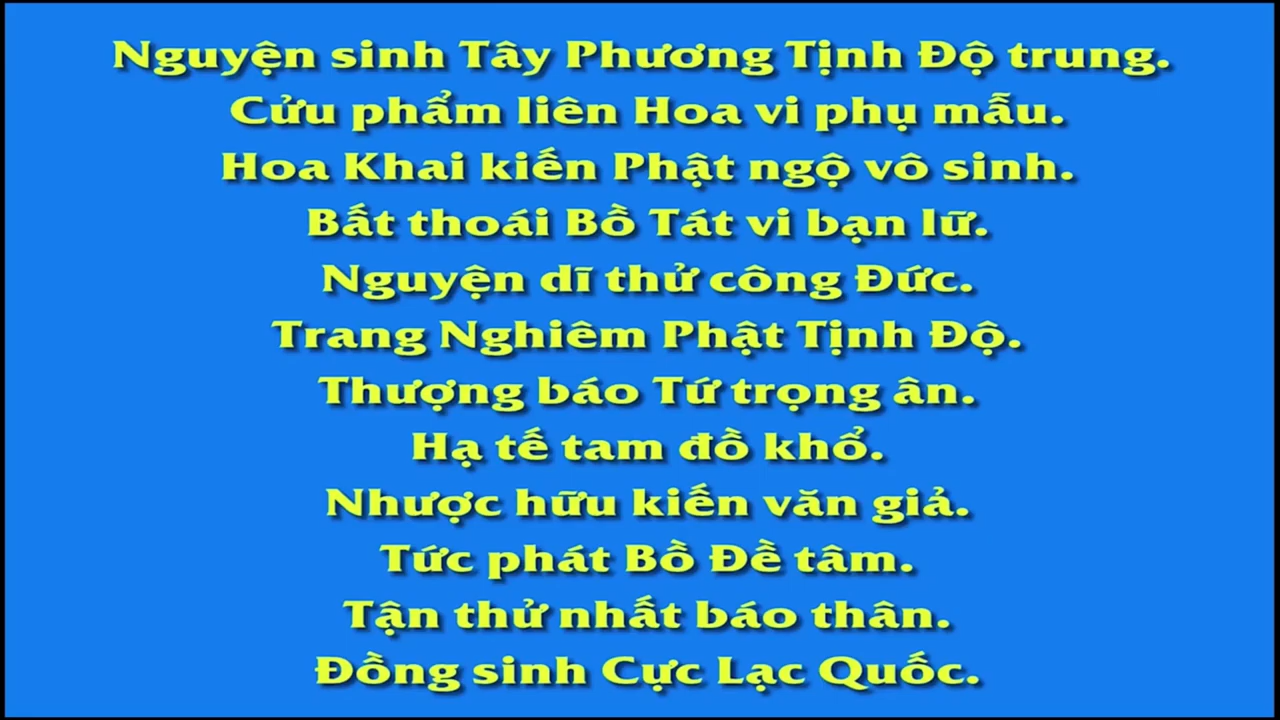 Nguyện sinh Tây Phương Tịnh Độ trung.
Cửu phẩm liên Hoa vi phụ mẫu.
Hoa Khai kiến Phật ngộ vô sinh.
Bất thoái Bồ Tát vi bạn lữ.
Nguyện dĩ thử công Đức.
Trang Nghiêm Phật Tịnh Độ.
Thượng báo Tứ trọng ân.
Hạ tế tam đồ khổ.
Nhược hữu kiến văn giả.
Tức phát Bồ Đề tâm.
Tận thử nhất báo thân.
Đồng sinh Cực Lạc Quốc.